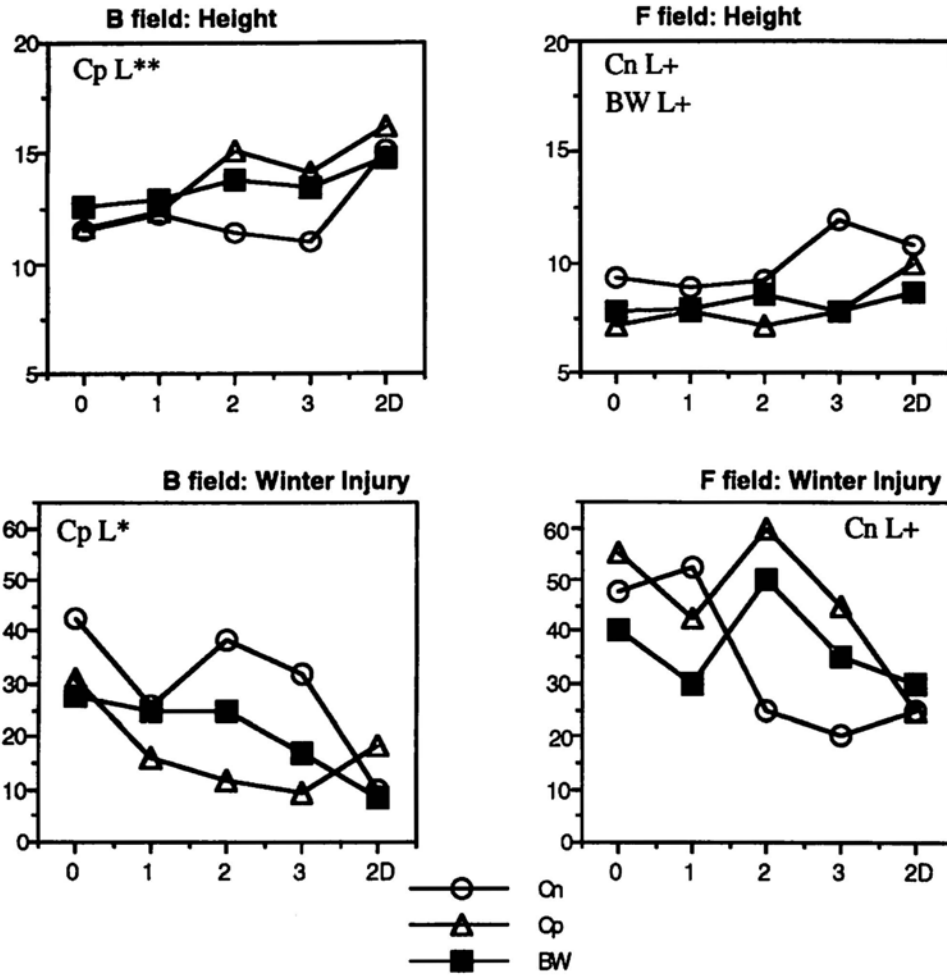 B field: Height
20
15
10
5
Cp L**
0 1 2 3 2D
F field: Height
20
15
10
5
Cn L+
BW L+
0 1 2 3 2D
B field: Winter Injury
60
50
40
30
20
10
0
Cp L*
0 1 2 3 2D
F field: Winter Injury
60
50
40
30
20
10
0
Cn L+
0 1 2 3 2D
Cn
Cp
BW